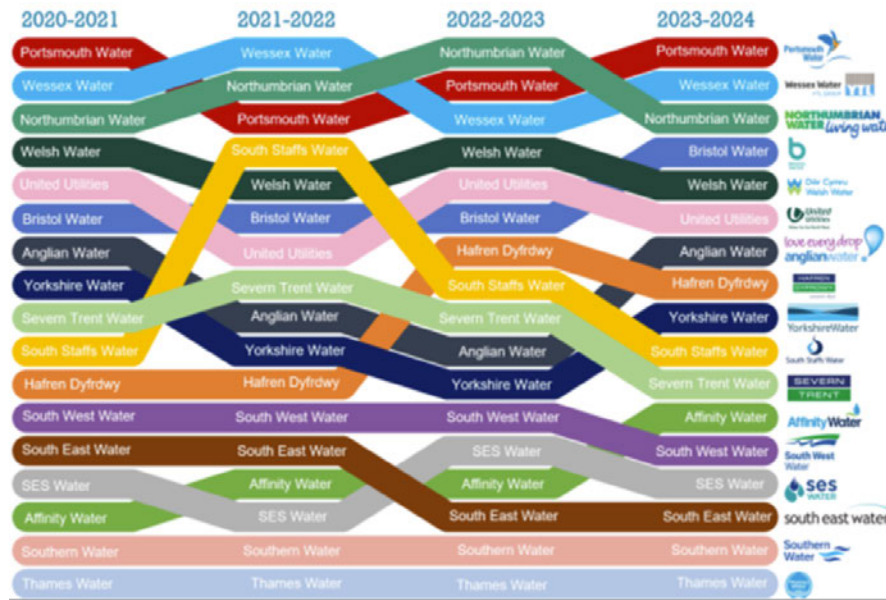 2020-2021 2021-2022 2022-2023 2023-2024
Portsmouth Water Wessex Water Northumbrian Water Portsmouth Water Portsmouth Water
Wessex Water Northumbrian Water Portsmouth Water Wessex Water Wessex Water
Northumbrian Water Portsmouth Water Wessex Water Northumbrian Water NORTHUMBRIAN WATER living water
Welsh Water South Staffs Water Welsh Water Bristol Water
United Utilities Welsh Water United Utilities Welsh Water Dŵr Cymru Welsh Water
Bristol Water Bristol Water Bristol Water United Utilities United Utilities
Anglian Water United Utilities Hafren Dyfrdwy Anglian Water love every drop anglianwater
Yorkshire Water Severn Trent Water South Staffs Water Hafren Dyfrdwy HAFREN DYFRDWY
Severn Trent Water Anglian Water Severn Trent Water Yorkshire Water YorkshireWater
South Staffs Water Yorkshire Water Anglian Water South Staffs Water South Staffs Water
Hafren Dyfrdwy Hafren Dyfrdwy Yorkshire Water Severn Trent Water SEVERN TRENT
South West Water South West Water South West Water Affinity Water AffinityWater
South East Water South East Water SES Water South West Water South West Water
SES Water Affinity Water Affinity Water SES Water ses WATER
Affinity Water SES Water South East Water South East Water south east water
Southern Water Southern Water Southern Water Southern Water Southern Water
Thames Water Thames Water Thames Water Thames Water